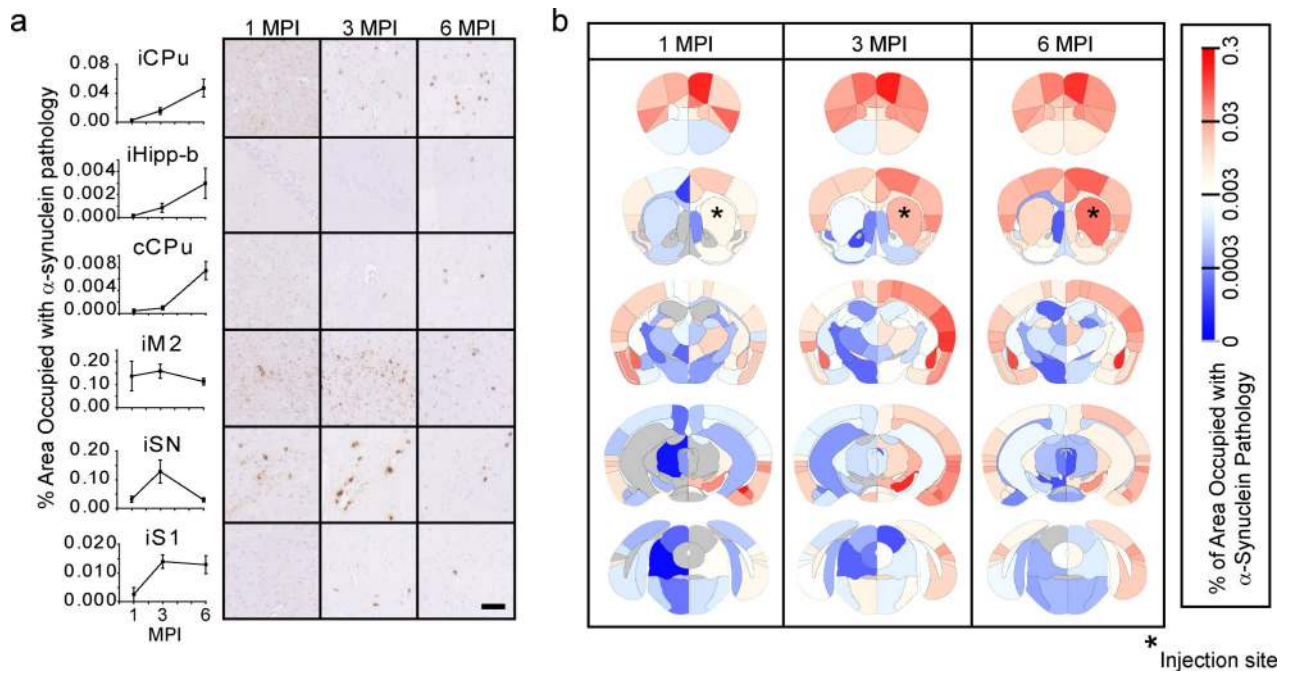 a
1 MPI 3 MPI 6 MPI
% Area Occupied with α-synuclein pathology
iCPu
0.08
0.04
0.00
iHipp-b
0.004
0.002
0.000
cCPu
0.008
0.000
iM2
0.20
0.10
0.00
iSN
0.20
0.10
0.00
iS1
0.020
0.010
0.000
1 3 6
MPI
b
1 MPI 3 MPI 6 MPI
* * *
0.3
0.03
0.003
0.0003
0
% of Area Occupied with
α-Synuclein Pathology
* Injection site